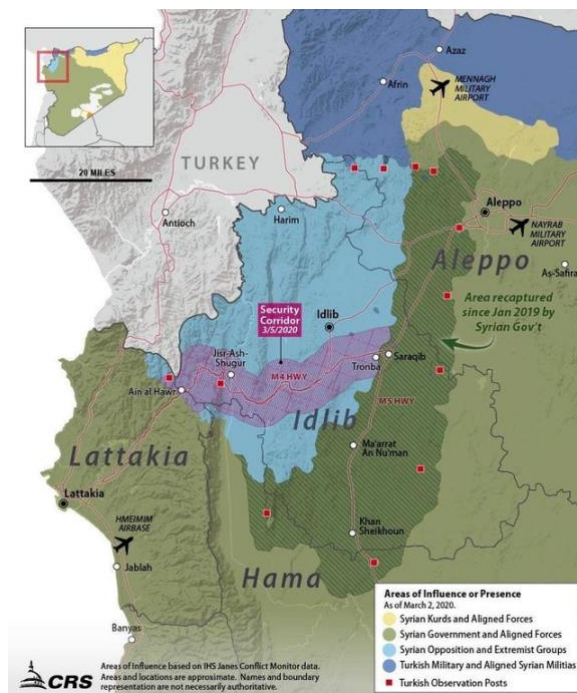 Azaz
Afrin
MENNAGH
MILITARY
AIRPORT
TURKEY
20 MILES
Antioch
Harim
Aleppo
NAYRAB
MILITARY
AIRPORT
Aleppo
As-Safira
Area recaptured
since Jan 2019 by
Syrian Gov't
Security
Corridor
3/5/2020
Idlib
Jisr-Ash-
Shugur
M4 HWY
Tronba
Saraqib
Ain al Hawr
Idlib
M5 HWY
Lattakia
Ma'arrat
An Nu'man
Lattakia
HMEIMIM
AIRBASE
Khan
Sheikhoun
Jablah
Hama
Banyas
Areas of Influence or Presence
As of March 2, 2020.
Syrian Kurds and Aligned Forces
Syrian Government and Aligned Forces
Syrian Opposition and Extremist Groups
Turkish Military and Aligned Syrian Militias
Turkish Observation Posts
CRS
Areas of Influence based on IHS Janes Conflict Monitor data.
Areas and locations are approximate. Names and boundary
representation are not necessarily authoritative.